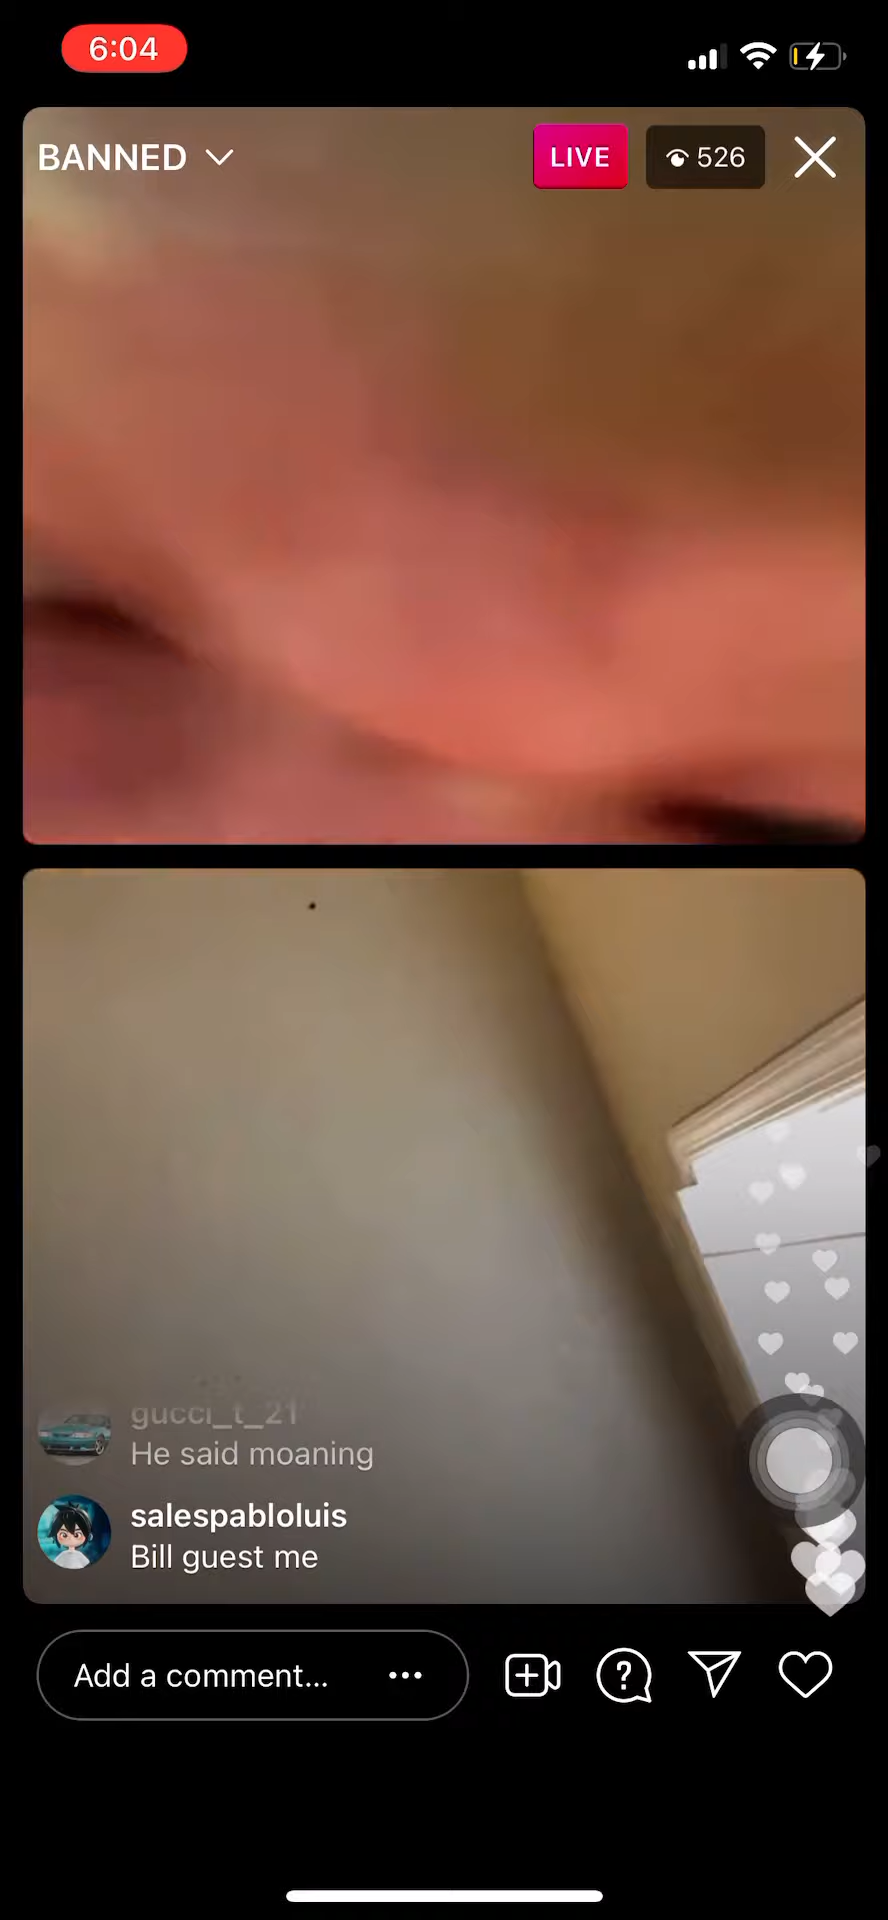 6:04
BANNED
LIVE
526
gucci_t_21
He said moaning
salespabloluis
Bill guest me
Add a comment...